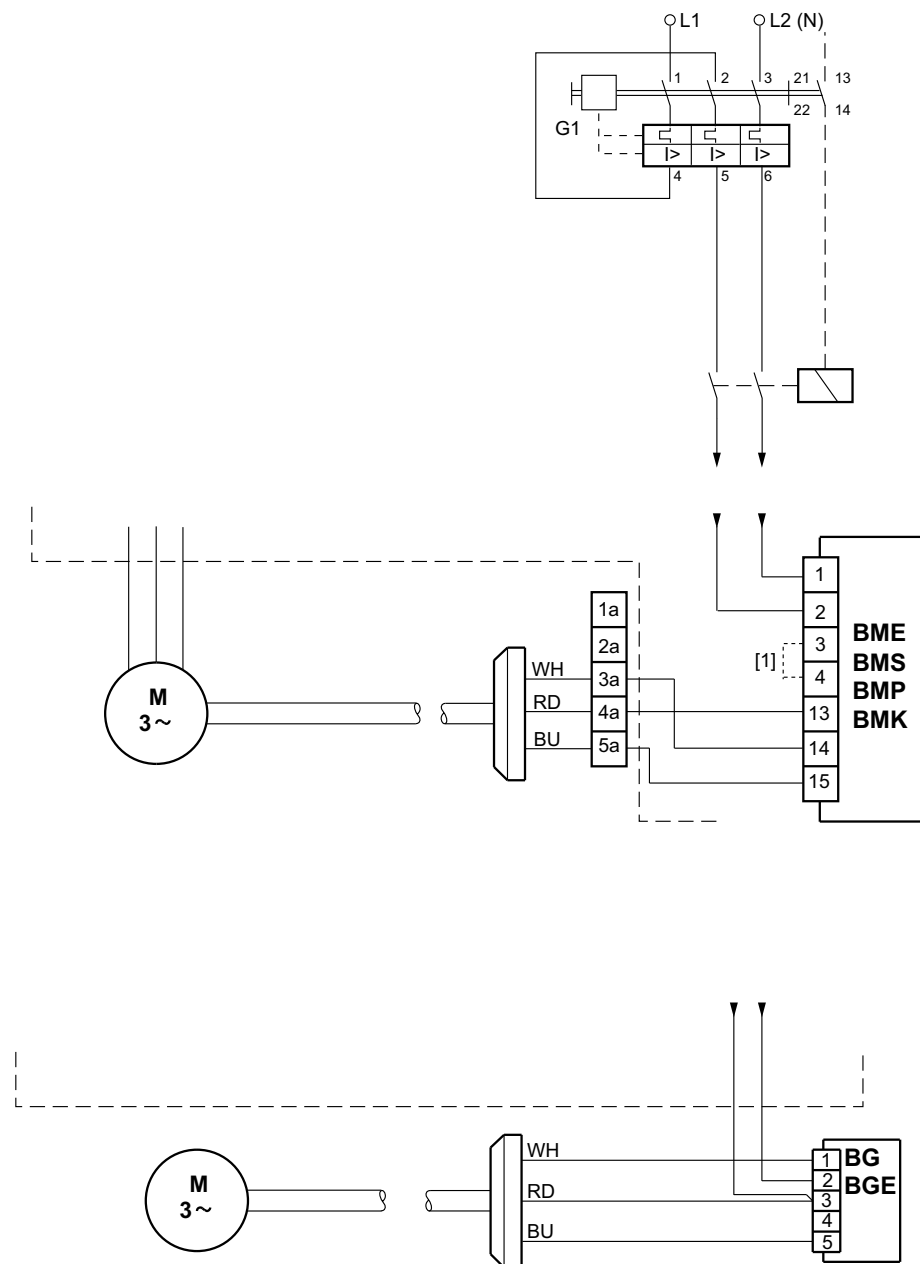 L1 L2 (N)
1 2 3 21 13
22 14
G1
I> I> I>
4 5 6
1
2
3
4
13
14
15
[1]
BME
BMS
BMP
BMK
1a
2a
3a
4a
5a
WH
RD
BU
M
3~
WH
RD
BU
M
3~
1
2
3
4
5
BG
BGE